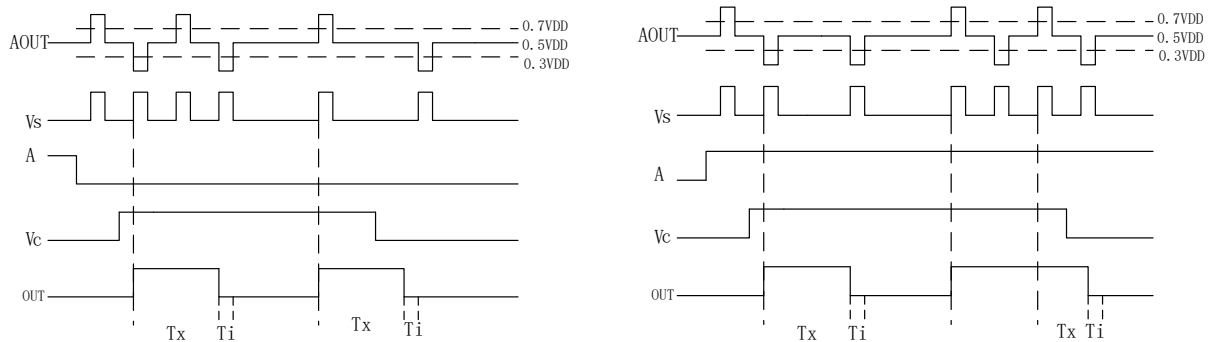 AOUT
0.7VDD
0.5VDD
0.3VDD
Vs
A
Vc
OUT
Tx
Ti
Tx
Ti
AOUT
0.7VDD
0.5VDD
0.3VDD
Vs
A
Vc
OUT
Tx
Ti
Tx
Ti